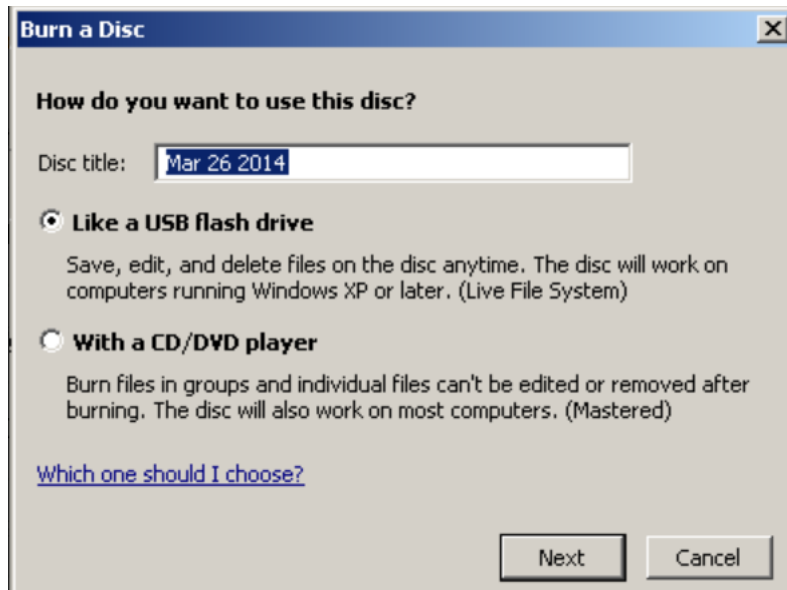 Burn a Disc
How do you want to use this disc?
Disc title: Mar 26 2014
Like a USB flash drive
Save, edit, and delete files on the disc anytime. The disc will work on
computers running Windows XP or later. (Live File System)
With a CD/DVD player
Burn files in groups and individual files can't be edited or removed after
burning. The disc will also work on most computers. (Mastered)
Which one should I choose?
Next Cancel